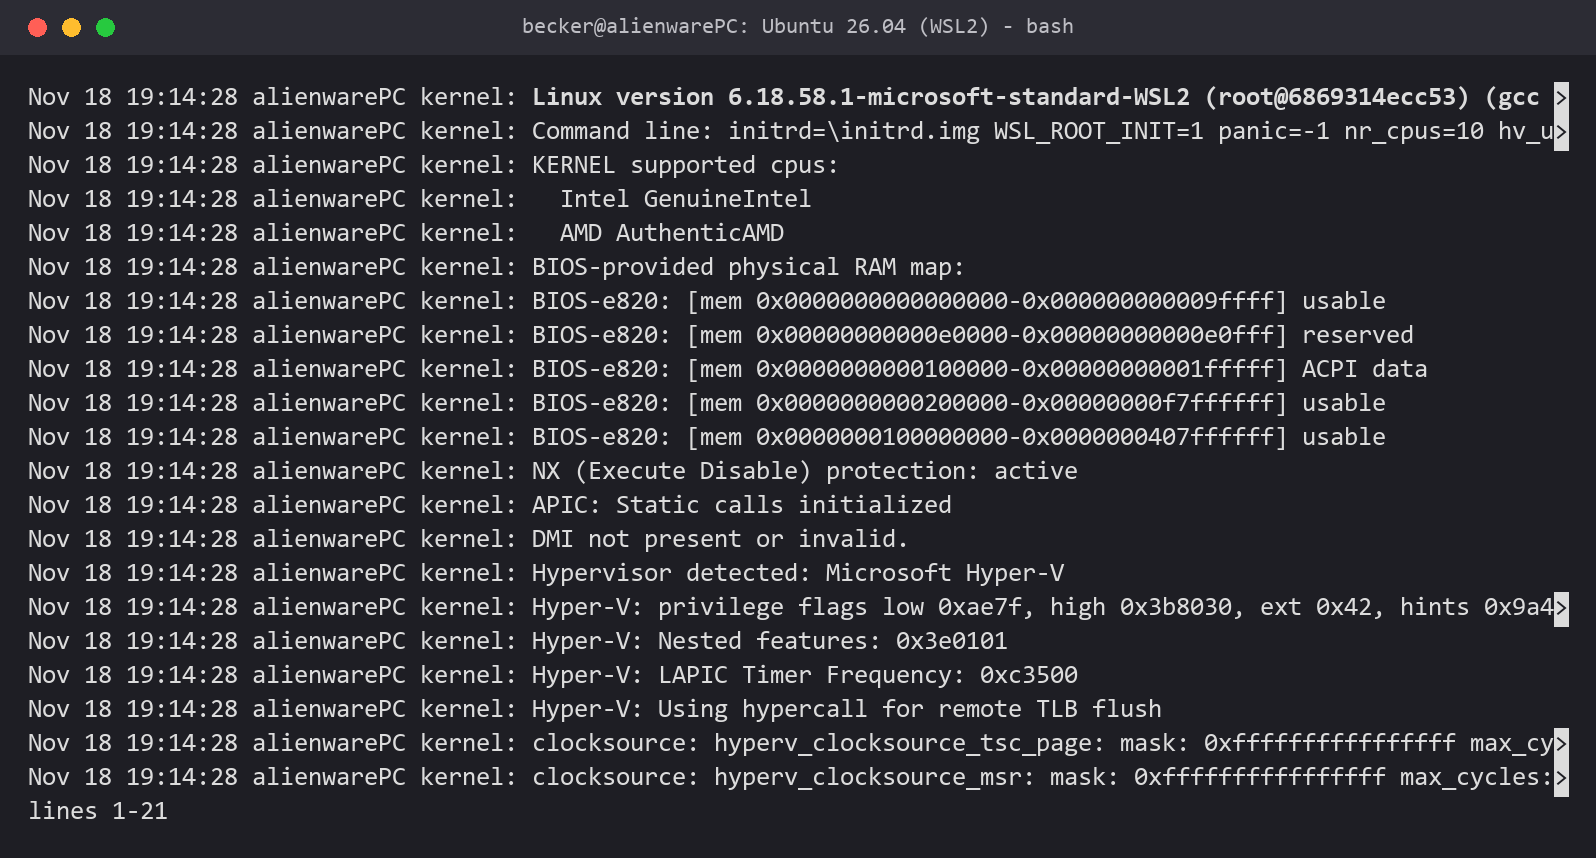 becker@alienwarePC: Ubuntu 26.04 (WSL2) - bash
Nov 18 19:14:28 alienwarePC kernel: Linux version 6.18.58.1-microsoft-standard-WSL2 (root@6869314ecc53) (gcc >
Nov 18 19:14:28 alienwarePC kernel: Command line: initrd=\initrd.img WSL_ROOT_INIT=1 panic=-1 nr_cpus=10 hv_u>
Nov 18 19:14:28 alienwarePC kernel: KERNEL supported cpus:
Nov 18 19:14:28 alienwarePC kernel:   Intel GenuineIntel
Nov 18 19:14:28 alienwarePC kernel:   AMD AuthenticAMD
Nov 18 19:14:28 alienwarePC kernel: BIOS-provided physical RAM map:
Nov 18 19:14:28 alienwarePC kernel: BIOS-e820: [mem 0x0000000000000000-0x000000000009ffff] usable
Nov 18 19:14:28 alienwarePC kernel: BIOS-e820: [mem 0x00000000000e0000-0x00000000000e0fff] reserved
Nov 18 19:14:28 alienwarePC kernel: BIOS-e820: [mem 0x0000000000100000-0x00000000001fffff] ACPI data
Nov 18 19:14:28 alienwarePC kernel: BIOS-e820: [mem 0x0000000000200000-0x00000000f7ffffff] usable
Nov 18 19:14:28 alienwarePC kernel: BIOS-e820: [mem 0x0000000100000000-0x0000000407ffffff] usable
Nov 18 19:14:28 alienwarePC kernel: NX (Execute Disable) protection: active
Nov 18 19:14:28 alienwarePC kernel: APIC: Static calls initialized
Nov 18 19:14:28 alienwarePC kernel: DMI not present or invalid.
Nov 18 19:14:28 alienwarePC kernel: Hypervisor detected: Microsoft Hyper-V
Nov 18 19:14:28 alienwarePC kernel: Hyper-V: privilege flags low 0xae7f, high 0x3b8030, ext 0x42, hints 0x9a4>
Nov 18 19:14:28 alienwarePC kernel: Hyper-V: Nested features: 0x3e0101
Nov 18 19:14:28 alienwarePC kernel: Hyper-V: LAPIC Timer Frequency: 0xc3500
Nov 18 19:14:28 alienwarePC kernel: Hyper-V: Using hypercall for remote TLB flush
Nov 18 19:14:28 alienwarePC kernel: clocksource: hyperv_clocksource_tsc_page: mask: 0xffffffffffffffff max_cy>
Nov 18 19:14:28 alienwarePC kernel: clocksource: hyperv_clocksource_msr: mask: 0xffffffffffffffff max_cycles:>
lines 1-21